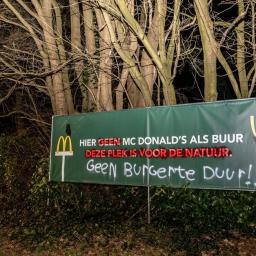 HIER GEEN MC DONALD'S ALS BUUR
DEZE PLEK IS VOOR DE NATUUR.
GEEN BURGERTE DUUR!!